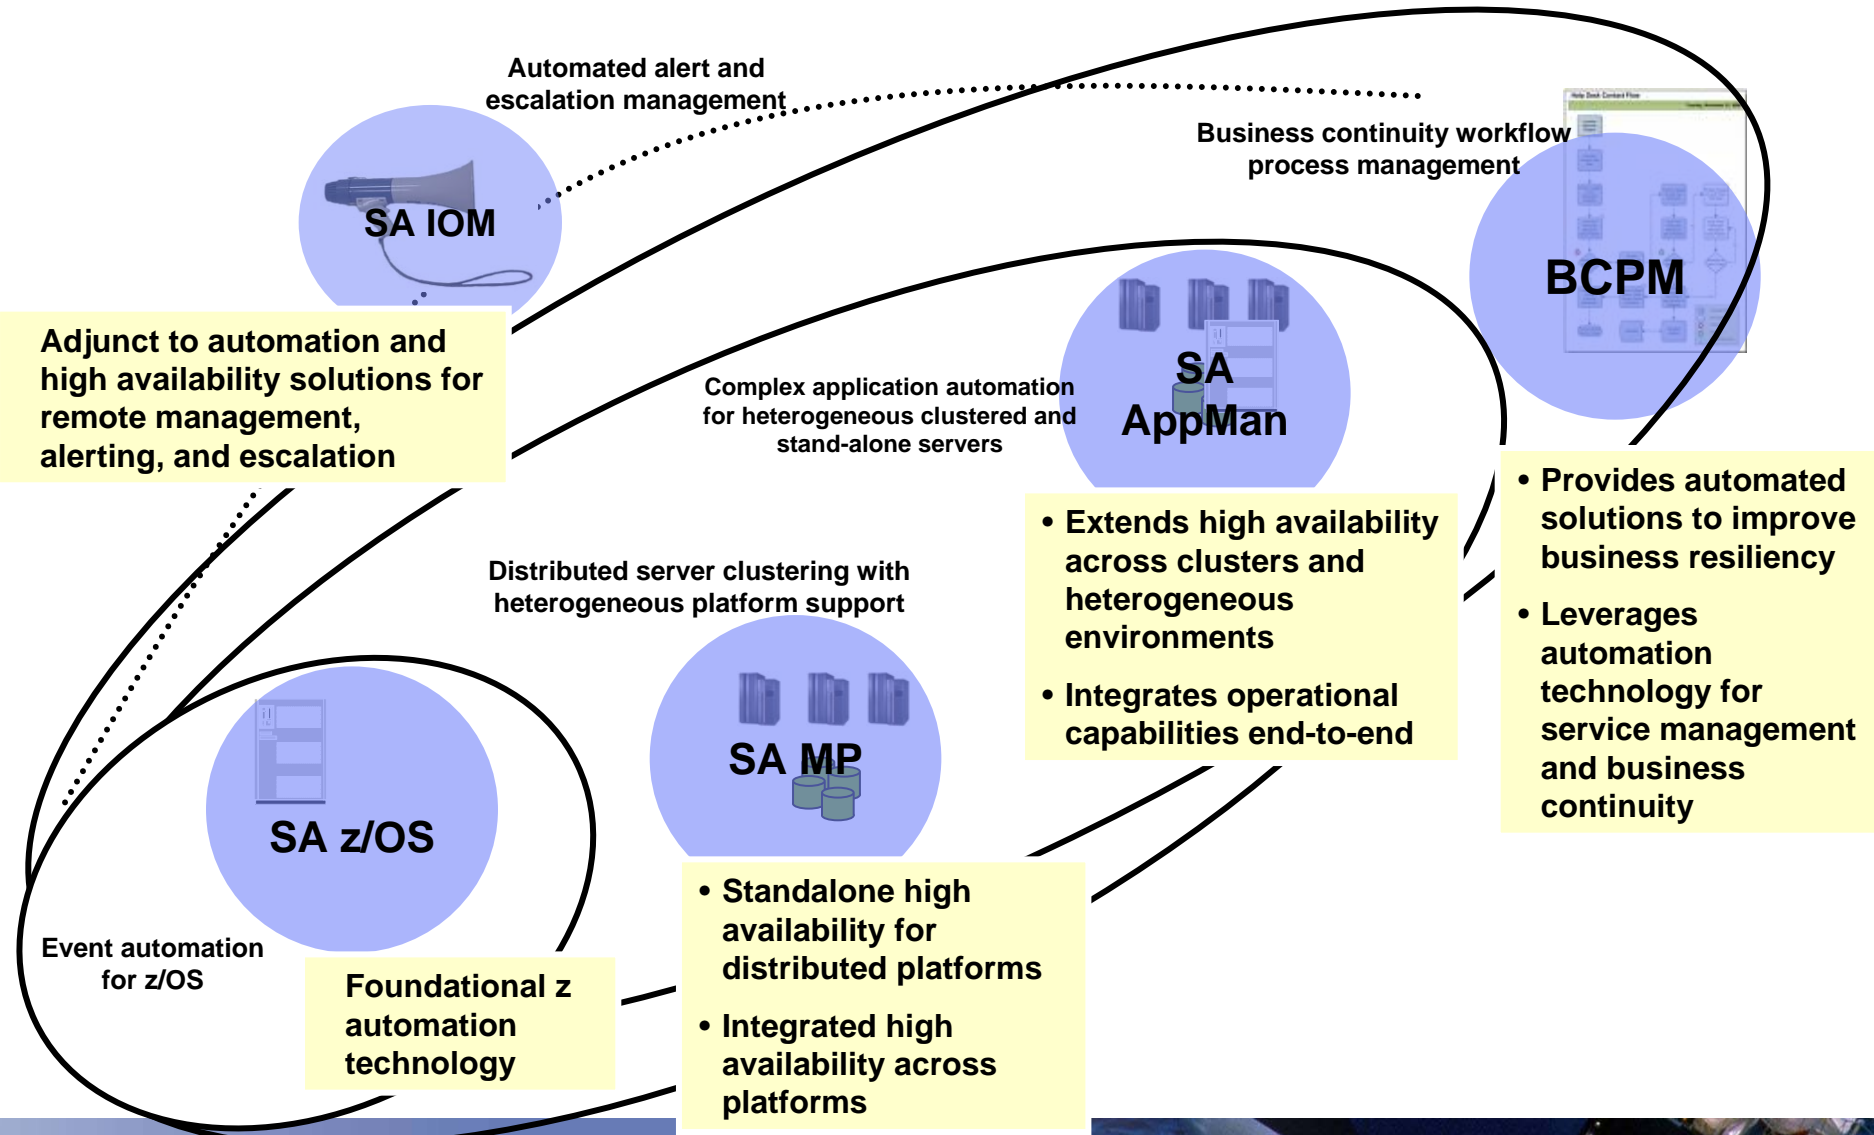 Automated alert and
escalation management
Help Desk Contact Flow
Business continuity workflow
process management
SA IOM
BCPM
Adjunct to automation and
high availability solutions for
remote management,
alerting, and escalation
Complex application automation
for heterogeneous clustered and
stand-alone servers
SA
AppMan
• Provides automated
solutions to improve
business resiliency
• Leverages
automation
technology for
service management
and business
continuity
• Extends high availability
across clusters and
heterogeneous
environments
• Integrates operational
capabilities end-to-end
Distributed server clustering with
heterogeneous platform support
SA MP
SA z/OS
• Standalone high
availability for
distributed platforms
• Integrated high
availability across
platforms
Event automation
for z/OS
Foundational z
automation
technology